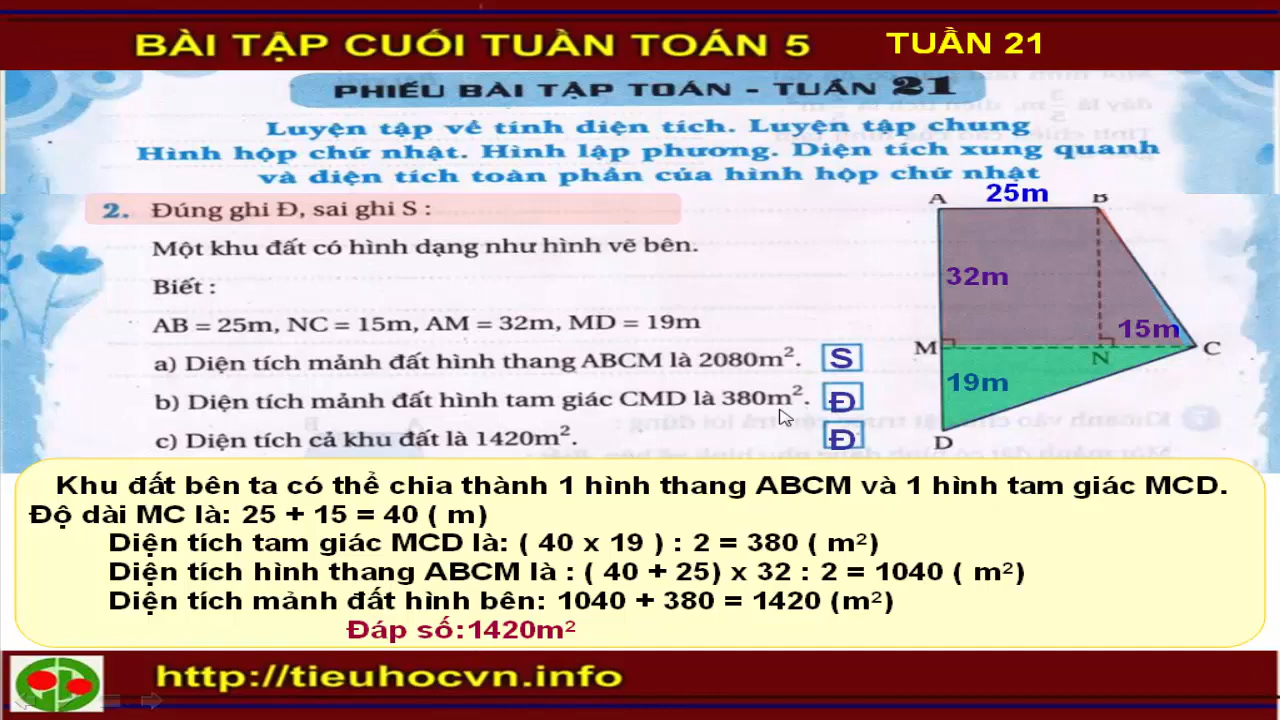 BÀI TẬP CUÓI TUẦN TOÁN 5 TUẦN 21
PHIẾU BÀI TẬP TOÁN - TUẦN 21
Luyện tập về tính diện tích. Luyện tập chung
Hình hộp chữ nhật. Hình lập phương. Diện tích xung quanh
và diện tích toàn phần của hình hộp chữ nhật
2. Đúng ghi Đ, sai ghi S :
Một khu đất có hình dạng như hình vẽ bên.
Biết :
AB = 25m, NC = 15m, AM = 32m, MD = 19m
a) Diện tích mảnh đất hình thang ABCM là 2080m². S
b) Diện tích mảnh đất hình tam giác CMD là 380m². Đ
c) Diện tích cả khu đất là 1420m². Đ
A 25m B
32m
15m
M N C
19m
D
Khu đất bên ta có thể chia thành 1 hình thang ABCM và 1 hình tam giác MCD.
Độ dài MC là: 25 + 15 = 40 ( m)
Diện tích tam giác MCD là: ( 40 x 19 ) : 2 = 380 ( m²)
Diện tích hình thang ABCM là : ( 40 + 25) x 32 : 2 = 1040 ( m²)
Diện tích mảnh đất hình bên: 1040 + 380 = 1420 (m²)
Đáp số:1420m²
http://tieuhocvn.info